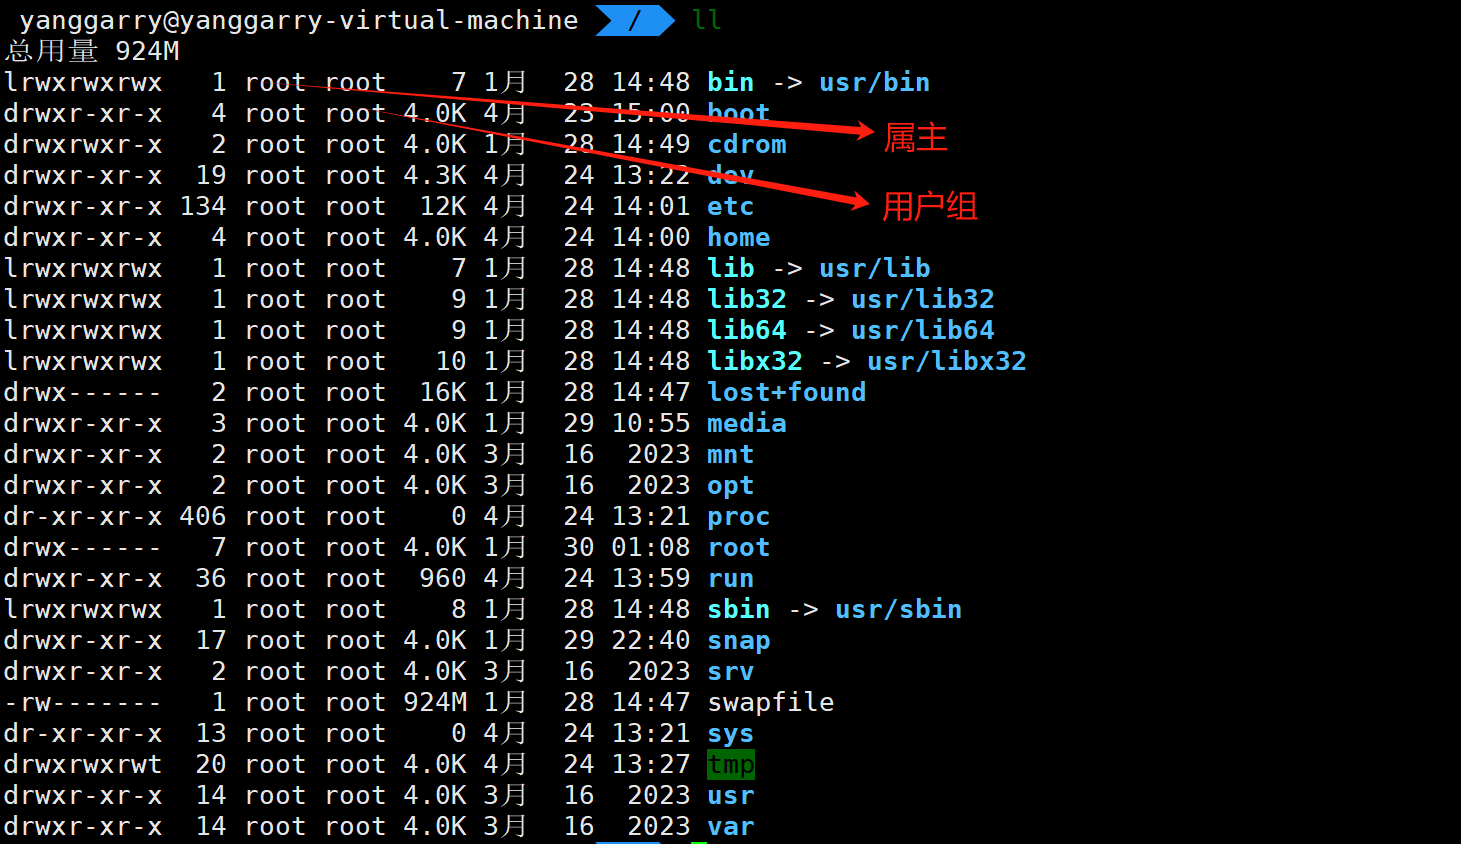 yanggarry@yanggarry-virtual-machine / ll
总用量 924M
lrwxrwxrwx 1 root root 7 1月 28 14:48 bin -> usr/bin
drwxr-xr-x 4 root root 4.0K 4月 23 15:00 boot
属主
drwxrwxr-x 2 root root 4.0K 1月 28 14:49 cdrom
drwxr-xr-x 19 root root 4.3K 4月 24 13:22 dev
用户组
drwxr-xr-x 134 root root 12K 4月 24 14:01 etc
drwxr-xr-x 4 root root 4.0K 4月 24 14:00 home
lrwxrwxrwx 1 root root 7 1月 28 14:48 lib -> usr/lib
lrwxrwxrwx 1 root root 9 1月 28 14:48 lib32 -> usr/lib32
lrwxrwxrwx 1 root root 9 1月 28 14:48 lib64 -> usr/lib64
lrwxrwxrwx 1 root root 10 1月 28 14:48 libx32 -> usr/libx32
drwx------ 2 root root 16K 1月 28 14:47 lost+found
drwxr-xr-x 3 root root 4.0K 1月 29 10:55 media
drwxr-xr-x 2 root root 4.0K 3月 16 2023 mnt
drwxr-xr-x 2 root root 4.0K 3月 16 2023 opt
dr-xr-xr-x 406 root root 0 4月 24 13:21 proc
drwx------ 7 root root 4.0K 1月 30 01:08 root
drwxr-xr-x 36 root root 960 4月 24 13:59 run
lrwxrwxrwx 1 root root 8 1月 28 14:48 sbin -> usr/sbin
drwxr-xr-x 17 root root 4.0K 1月 29 22:40 snap
drwxr-xr-x 2 root root 4.0K 3月 16 2023 srv
-rw------- 1 root root 924M 1月 28 14:47 swapfile
dr-xr-xr-x 13 root root 0 4月 24 13:21 sys
drwxrwxrwt 20 root root 4.0K 4月 24 13:27 tmp
drwxr-xr-x 14 root root 4.0K 3月 16 2023 usr
drwxr-xr-x 14 root root 4.0K 3月 16 2023 var